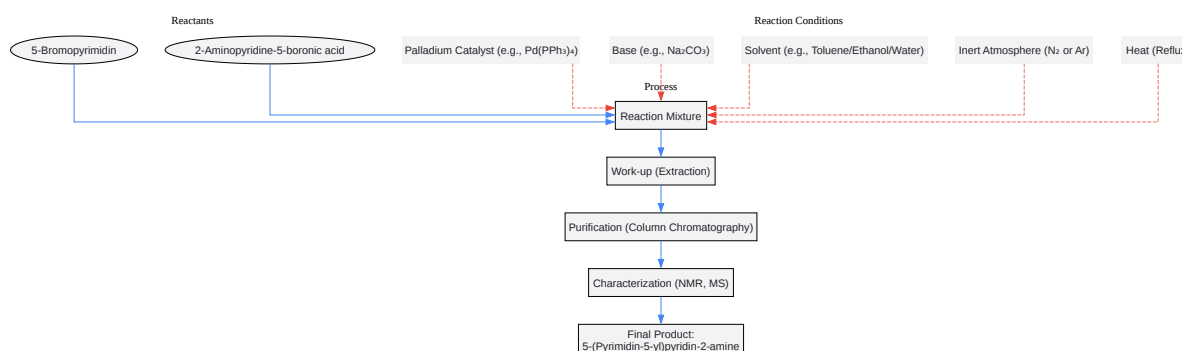 Reactants
Reaction Conditions
5-Bromopyrimidin
2-Aminopyridine-5-boronic acid
Palladium Catalyst (e.g., Pd(PPh₃)₄)
Base (e.g., Na₂CO₃)
Solvent (e.g., Toluene/Ethanol/Water)
Inert Atmosphere (N₂ or Ar)
Heat (Reflux
Process
Reaction Mixture
Work-up (Extraction)
Purification (Column Chromatography)
Characterization (NMR, MS)
Final Product:
5-(Pyrimidin-5-yl)pyridin-2-amine